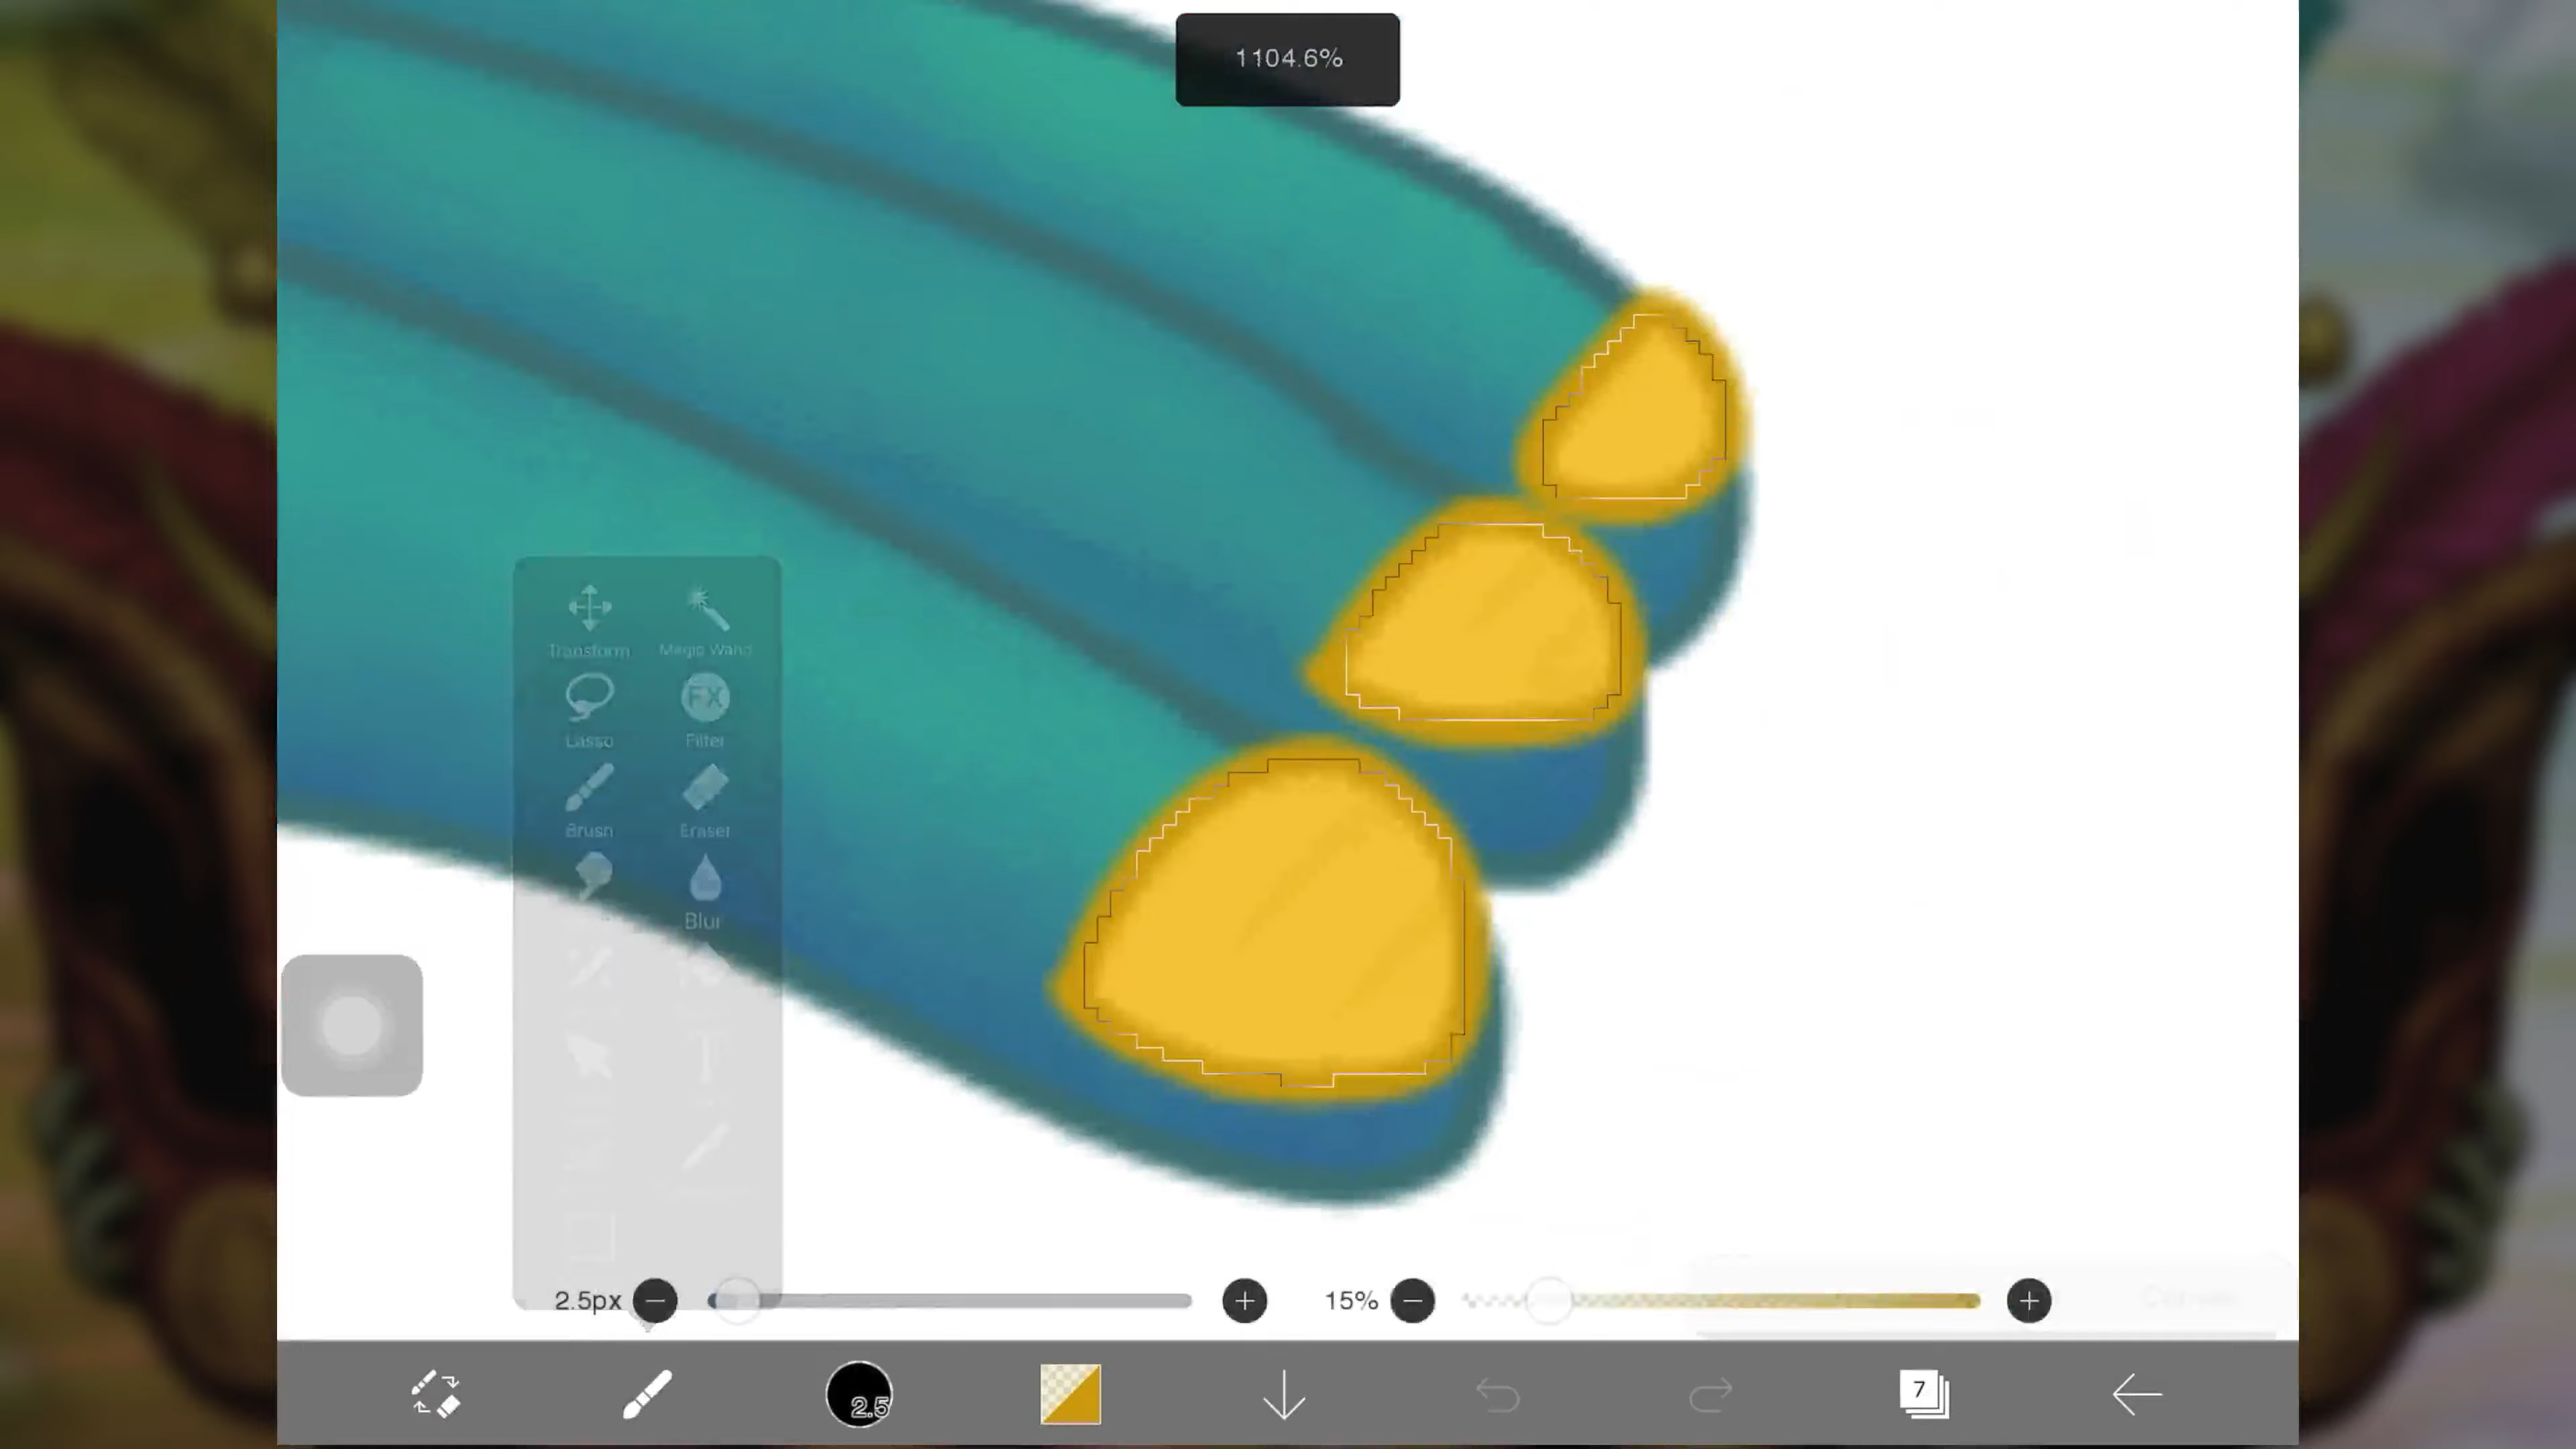 1104.6%
Transform Magic Wand
Lasso Filter
Brush Eraser
Blur
2.5px 15%
2.5 7